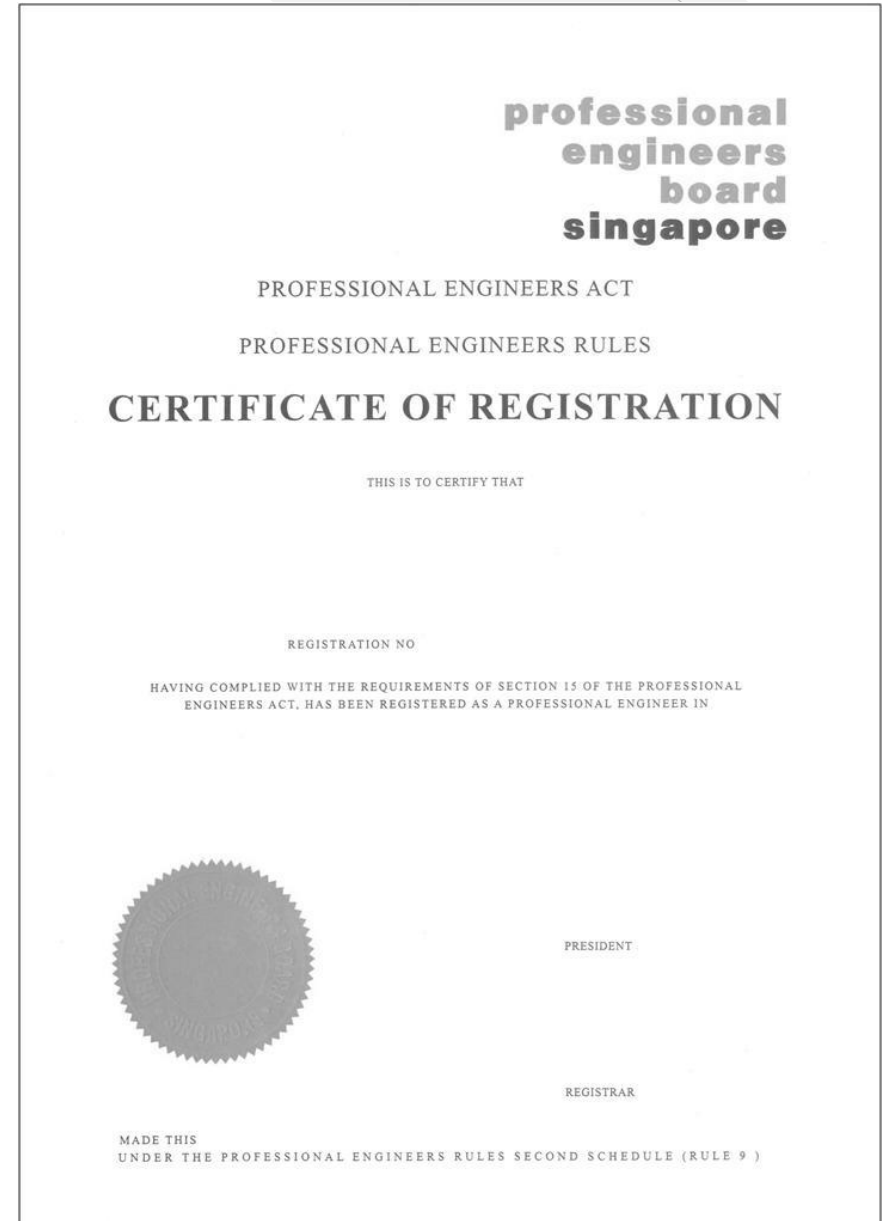 professional
engineers
board
singapore
PROFESSIONAL ENGINEERS ACT
PROFESSIONAL ENGINEERS RULES
CERTIFICATE OF REGISTRATION
THIS IS TO CERTIFY THAT
REGISTRATION NO
HAVING COMPLIED WITH THE REQUIREMENTS OF SECTION 15 OF THE PROFESSIONAL
ENGINEERS ACT, HAS BEEN REGISTERED AS A PROFESSIONAL ENGINEER IN
PRESIDENT
SINGAPORE
REGISTRAR
MADE THIS
UNDER THE PROFESSIONAL ENGINEERS RULES SECOND SCHEDULE (RULE 9 )